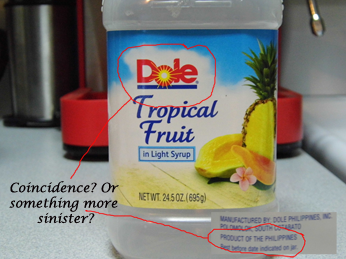 Dole
Tropical
Fruit
in Light Syrup
NET WT. 24.5 OZ. (695g)
Coincidence? Or
something more
sinister?
MANUFACTURED BY: DOLE PHILIPPINES, INC.
POLOMOLOK, SOUTH COTABATO
PRODUCT OF THE PHILIPPINES
Best before date indicated on jar.